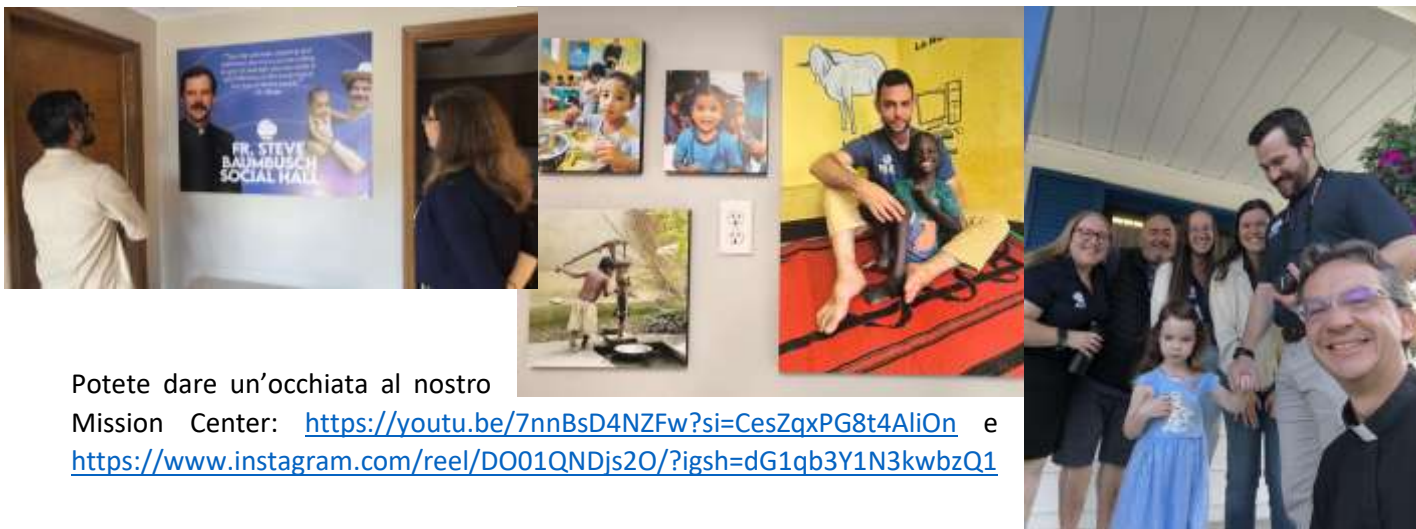 FR. STEVE
BAUMBUSCH
SOCIAL HALL
Potete dare un’occhiata al nostro
Mission Center: https://youtu.be/7nnBsD4NZFw?si=CesZqxPG8t4AliOn e
https://www.instagram.com/reel/DO01QNDjs2O/?igsh=dG1qb3Y1N3kwbzQ1